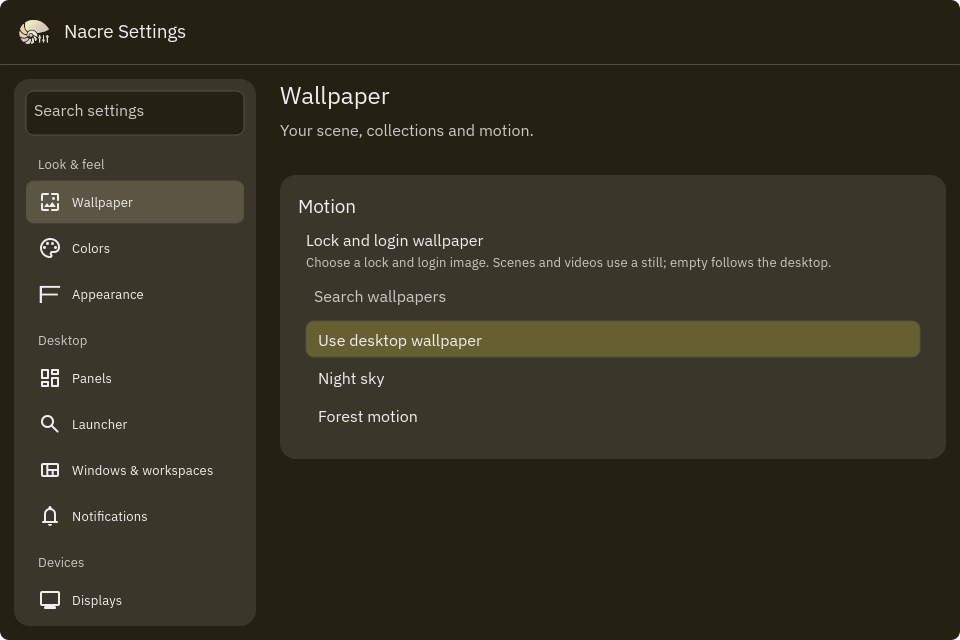 Nacre Settings
Search settings
Look & feel
Wallpaper
Colors
Appearance
Desktop
Panels
Launcher
Windows & workspaces
Notifications
Devices
Displays
Wallpaper
Your scene, collections and motion.
Motion
Lock and login wallpaper
Choose a lock and login image. Scenes and videos use a still; empty follows the desktop.
Search wallpapers
Use desktop wallpaper
Night sky
Forest motion